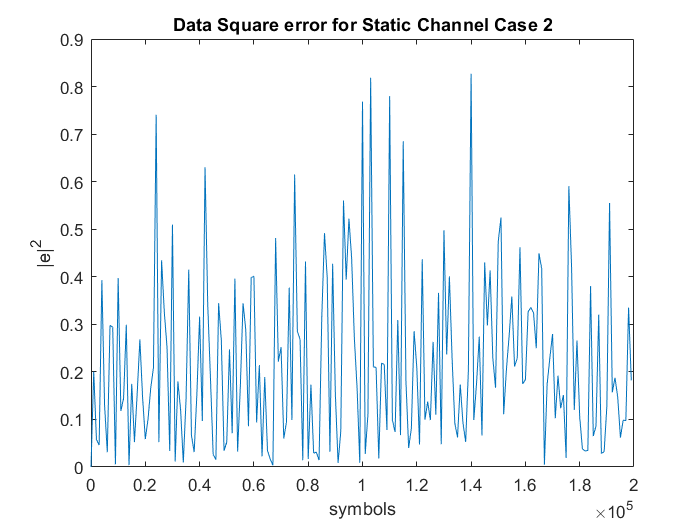 Data Square error for Static Channel Case 2
0.9
0.8
0.7
0.6
0.5
0.4
0.3
0.2
0.1
0
|e|²
0 0.2 0.4 0.6 0.8 1 1.2 1.4 1.6 1.8 2
symbols
×10⁵